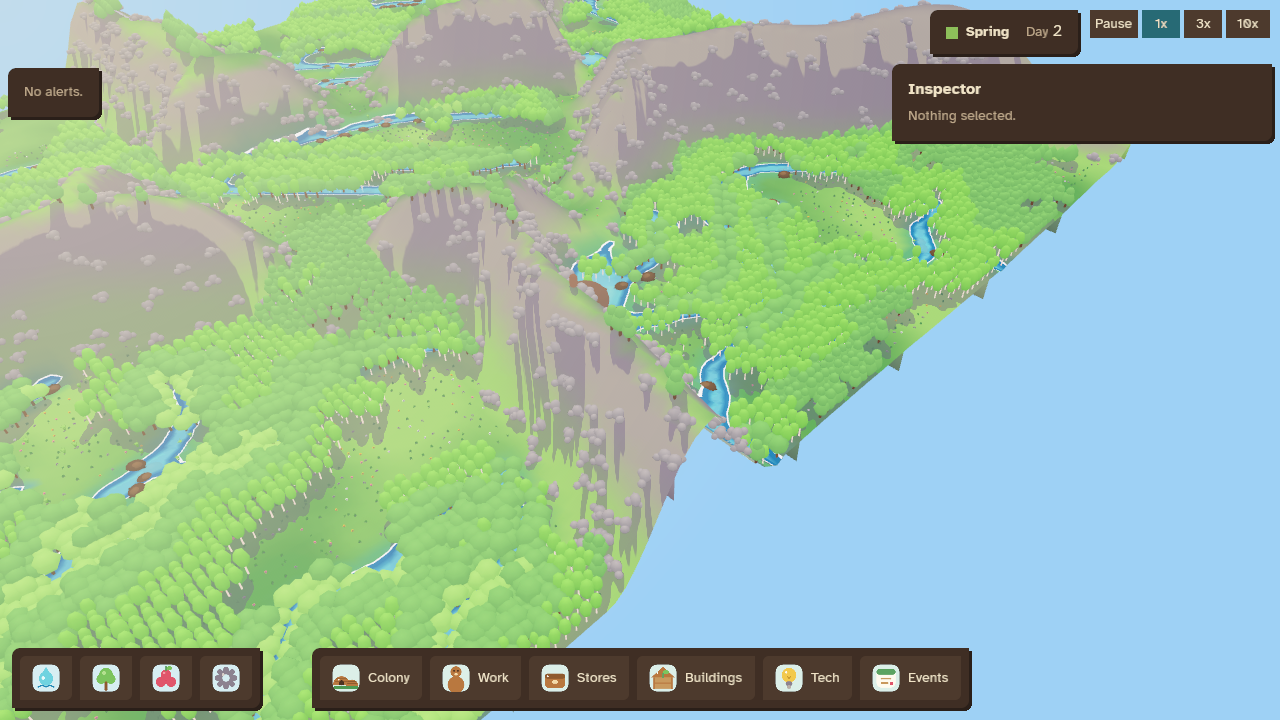 Spring Day 2
Pause 1x 3x 10x
No alerts.
Inspector
Nothing selected.
Colony Work Stores Buildings Tech Events